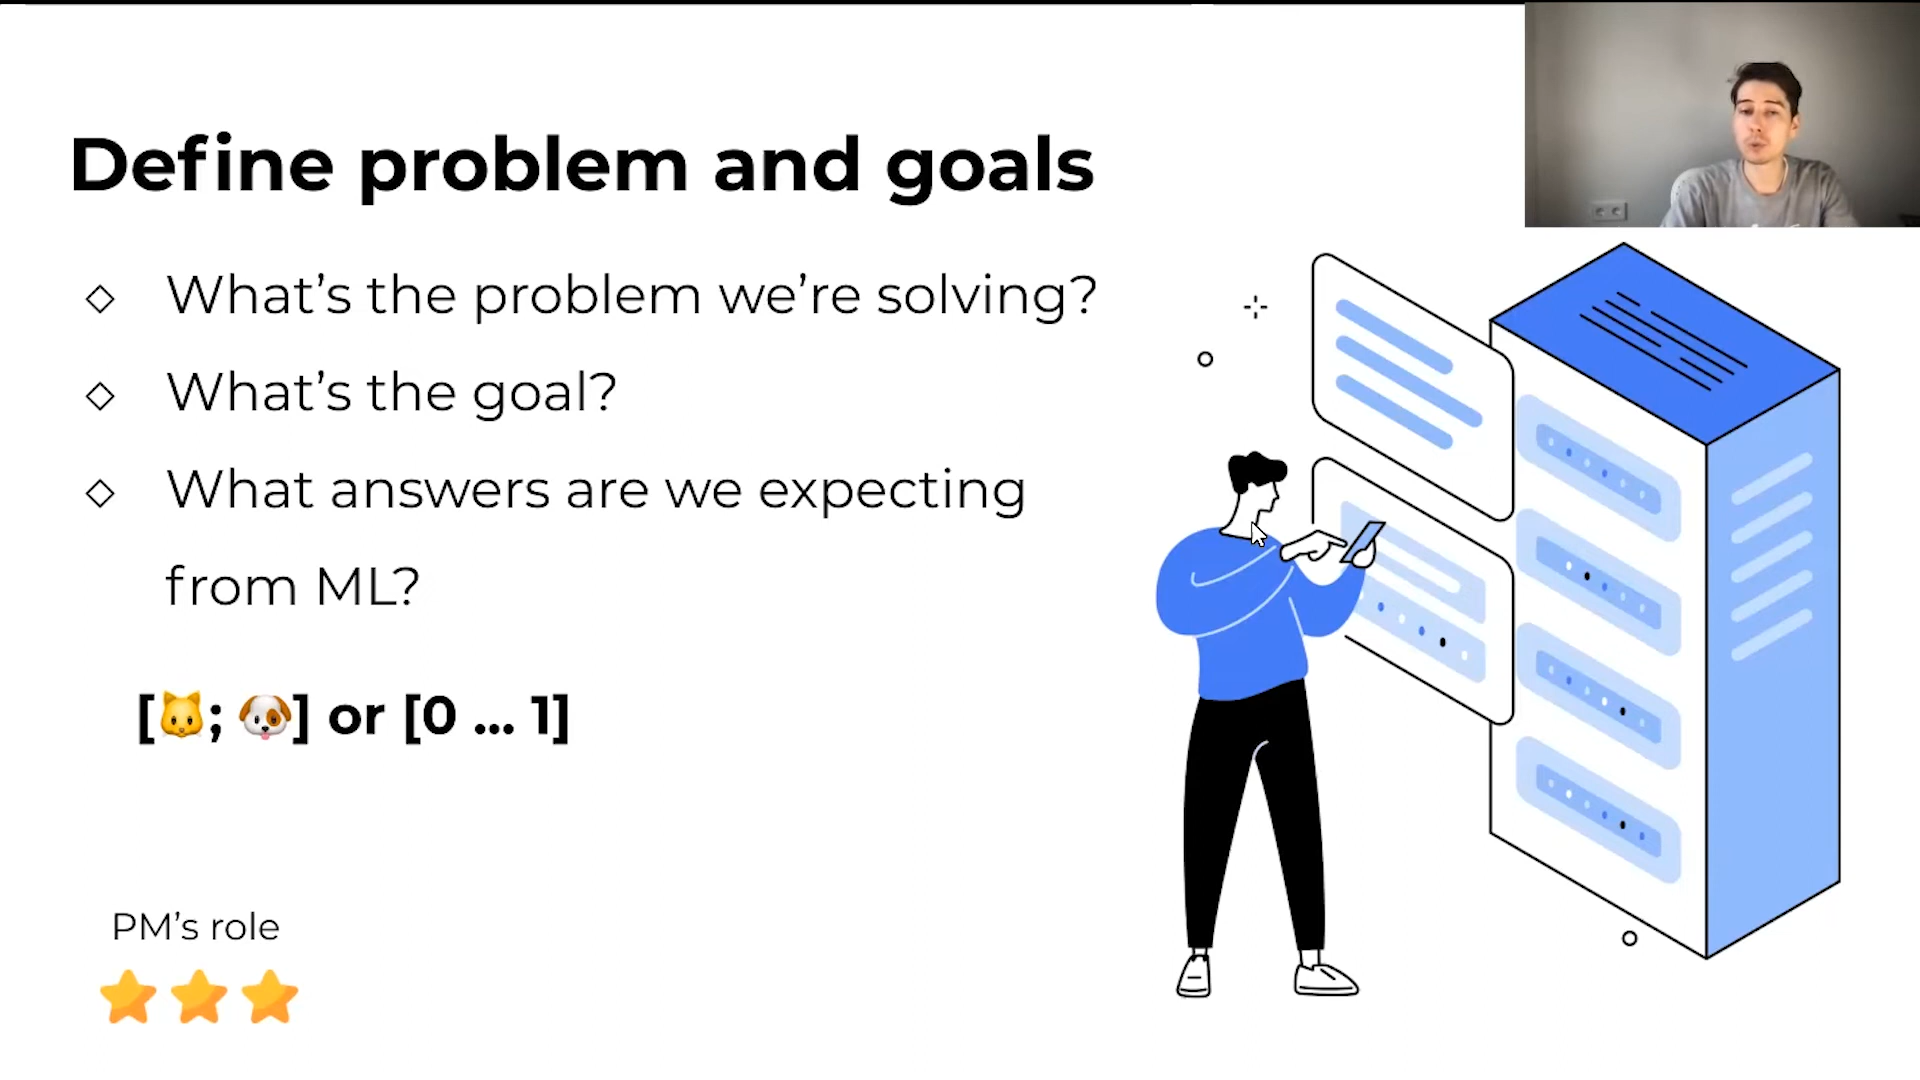 Define problem and goals
◇ What’s the problem we’re solving?
◇ What’s the goal?
◇ What answers are we expecting
from ML?
[🐱; 🐶] or [0 ... 1]
PM’s role
⭐⭐⭐